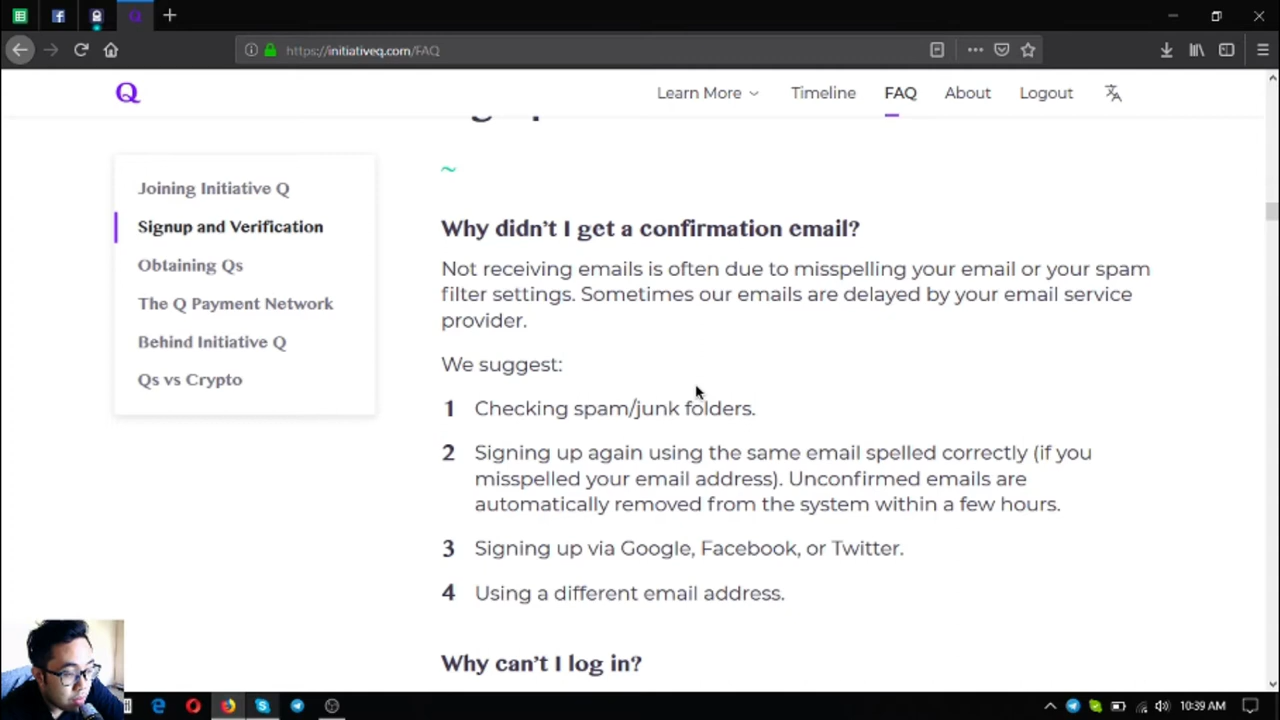 https://initiativeq.com/FAQ
Q
Learn More
Timeline
FAQ
About
Logout
Joining Initiative Q
Signup and Verification
Obtaining Qs
The Q Payment Network
Behind Initiative Q
Qs vs Crypto
~
Why didn't I get a confirmation email?
Not receiving emails is often due to misspelling your email or your spam
filter settings. Sometimes our emails are delayed by your email service
provider.
We suggest:
1 Checking spam/junk folders.
2 Signing up again using the same email spelled correctly (if you
misspelled your email address). Unconfirmed emails are
automatically removed from the system within a few hours.
3 Signing up via Google, Facebook, or Twitter.
4 Using a different email address.
Why can't I log in?
10:39 AM